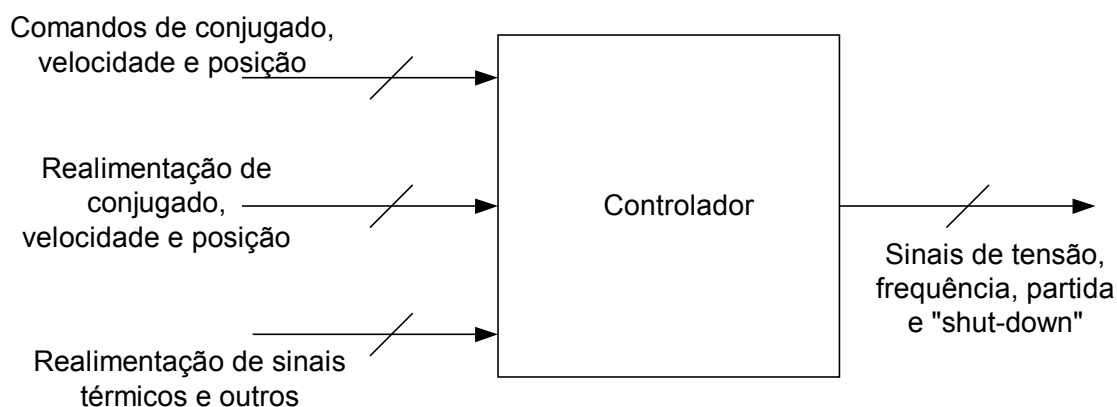 Comandos de conjugado,
velocidade e posição
Realimentação de
conjugado,
velocidade e posição
Realimentação de sinais
térmicos e outros
Controlador
Sinais de tensão,
frequência, partida
e "shut-down"